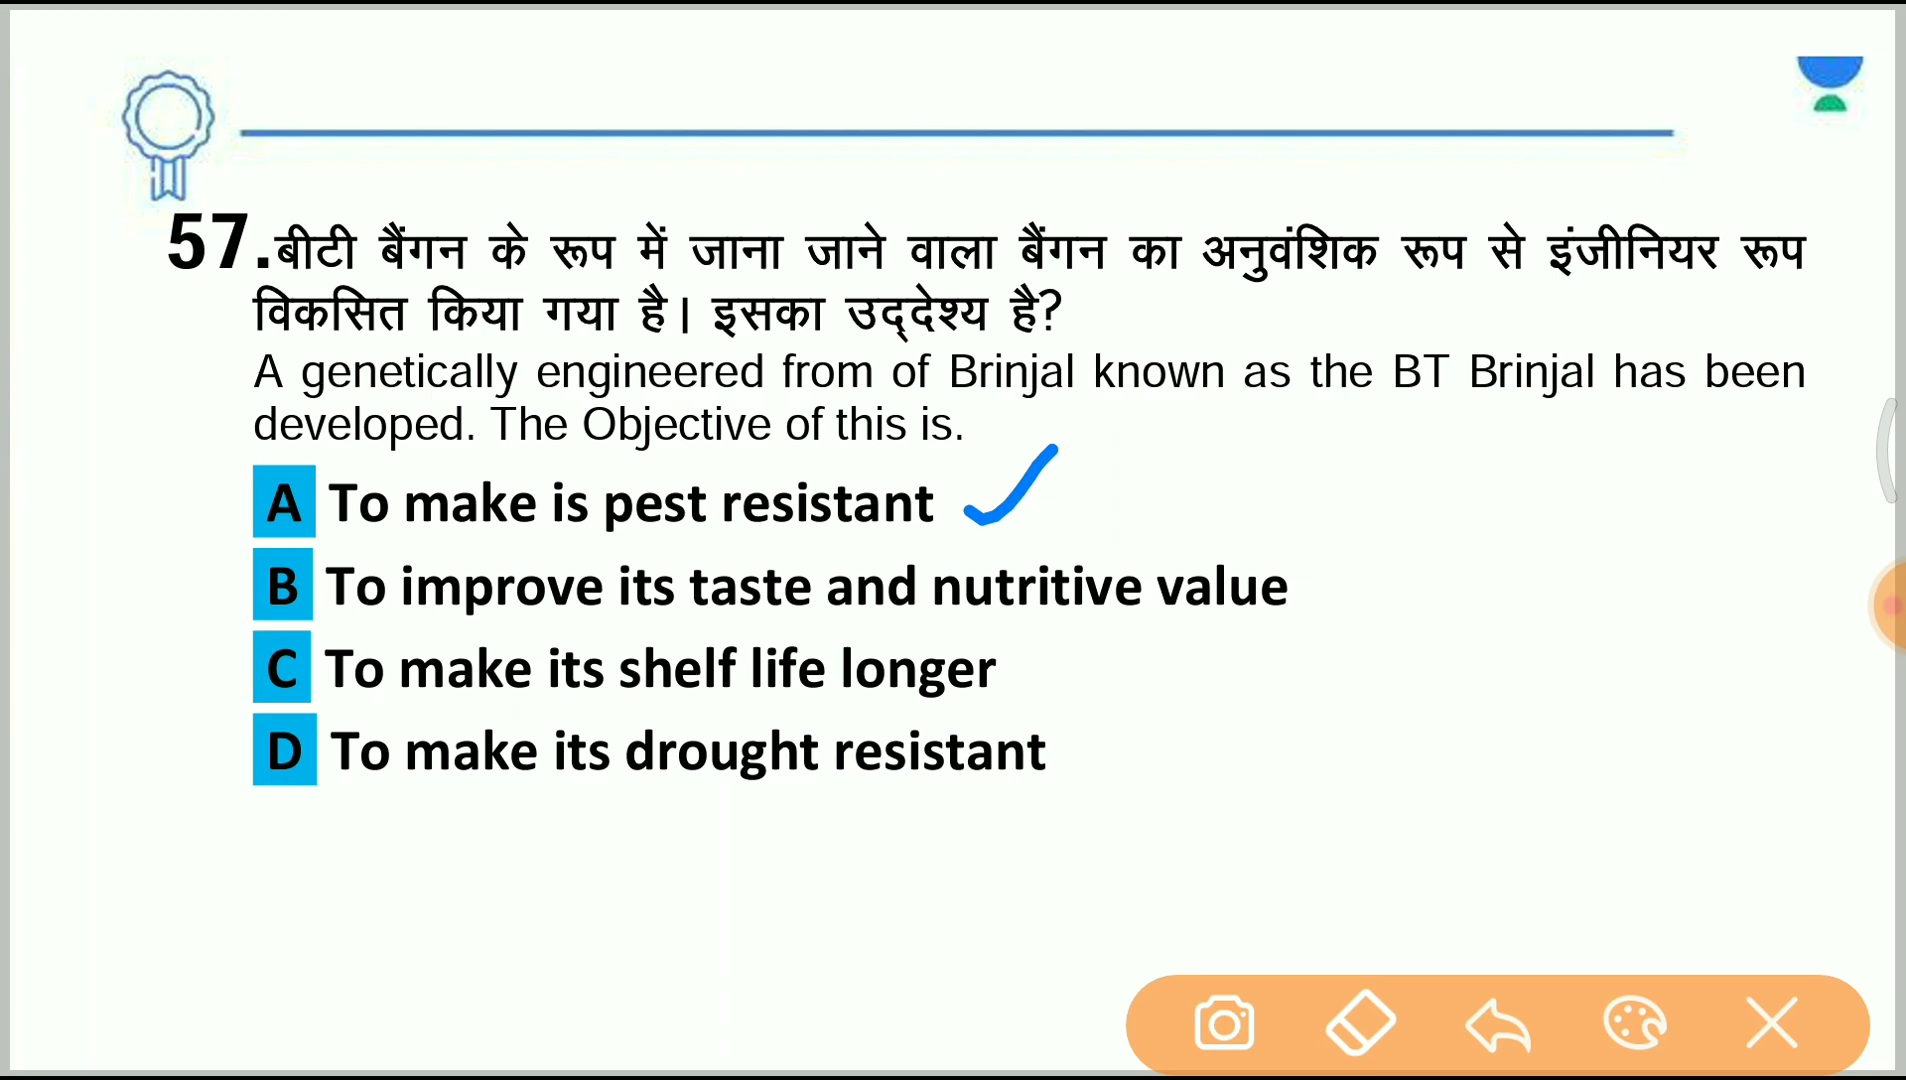 57.बीटी बैंगन के रूप में जाना जाने वाला बैंगन का अनुवंशिक रूप से इंजीनियर रूप
विकसित किया गया है। इसका उद्देश्य है?
A genetically engineered from of Brinjal known as the BT Brinjal has been
developed. The Objective of this is.
A To make is pest resistant
B To improve its taste and nutritive value
C To make its shelf life longer
D To make its drought resistant